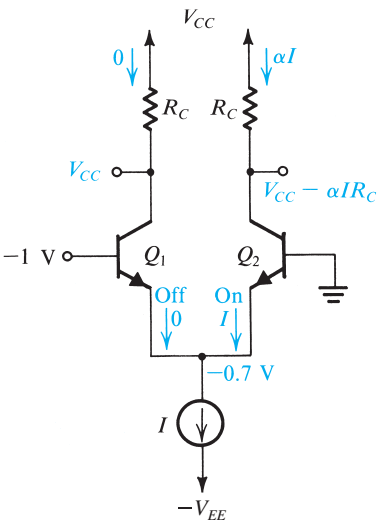 V_CC
0
αI
R_C
R_C
V_CC
V_CC − αIR_C
−1 V
Q_1
Q_2
Off
On
0
I
−0.7 V
I
−V_EE